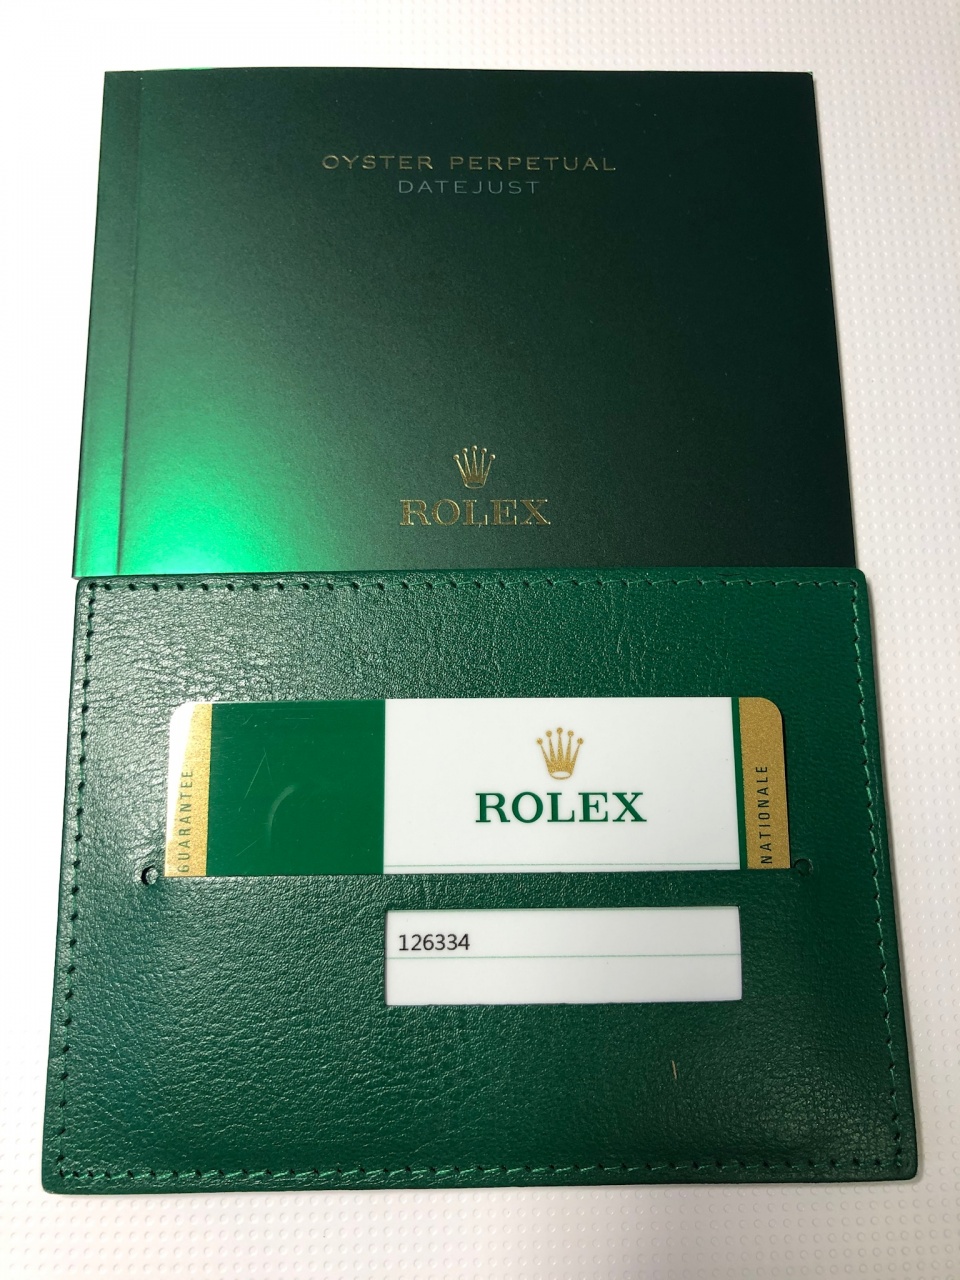 OYSTER PERPETUAL
DATEJUST
ROLEX
GUARANTEE
ROLEX
NATIONALE
126334